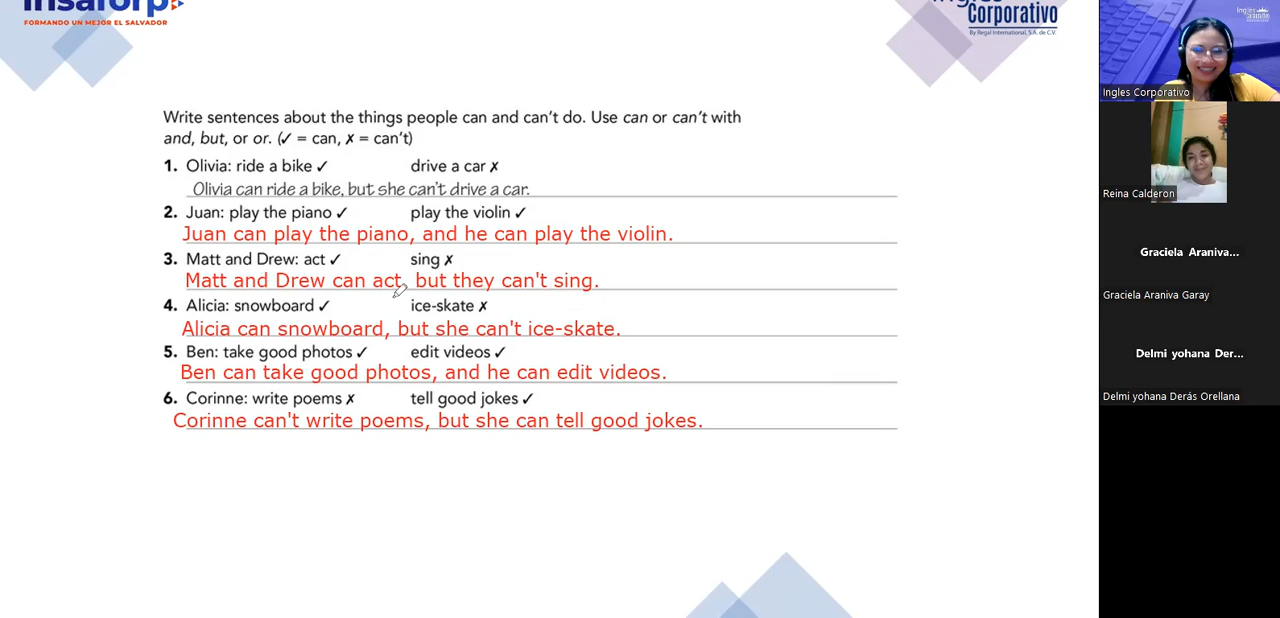 FORMANDO UN MEJOR EL SALVADOR
Corporativo
By Regal International, S.A. de C.V.
Write sentences about the things people can and can't do. Use can or can't with
and, but, or or. (✓ = can, ✗ = can't)
1. Olivia: ride a bike ✓ drive a car ✗
Olivia can ride a bike, but she can't drive a car.
2. Juan: play the piano ✓ play the violin ✓
Juan can play the piano, and he can play the violin.
3. Matt and Drew: act ✓ sing ✗
Matt and Drew can act, but they can't sing.
4. Alicia: snowboard ✓ ice-skate ✗
Alicia can snowboard, but she can't ice-skate.
5. Ben: take good photos ✓ edit videos ✓
Ben can take good photos, and he can edit videos.
6. Corinne: write poems ✗ tell good jokes ✓
Corinne can't write poems, but she can tell good jokes.
Ingles Corporativo
Reina Calderon
Graciela Araniva...
Graciela Araniva Garay
Delmi yohana Der...
Delmi yohana Derás Orellana